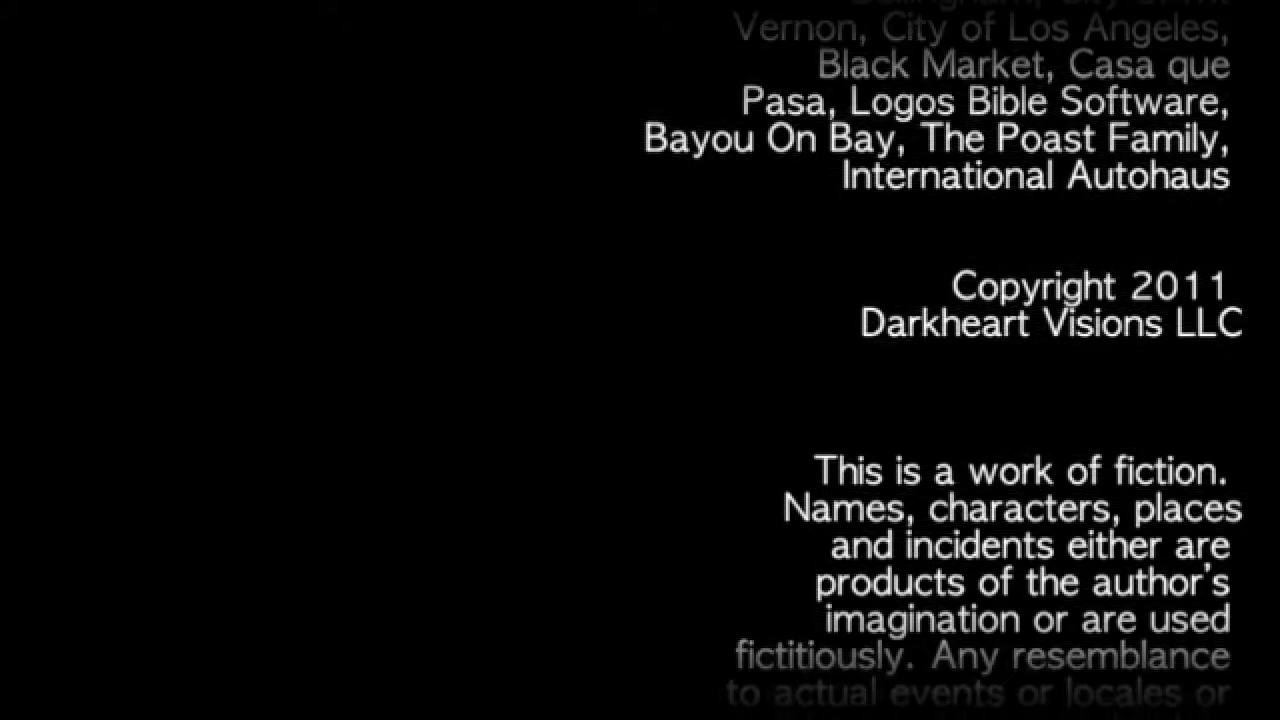 Vernon, City of Los Angeles,
Black Market, Casa que
Pasa, Logos Bible Software,
Bayou On Bay, The Poast Family,
International Autohaus
Copyright 2011
Darkheart Visions LLC
This is a work of fiction.
Names, characters, places
and incidents either are
products of the author's
imagination or are used
fictitiously. Any resemblance
to actual events or locales or